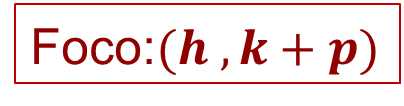 Foco:(h , k + p)